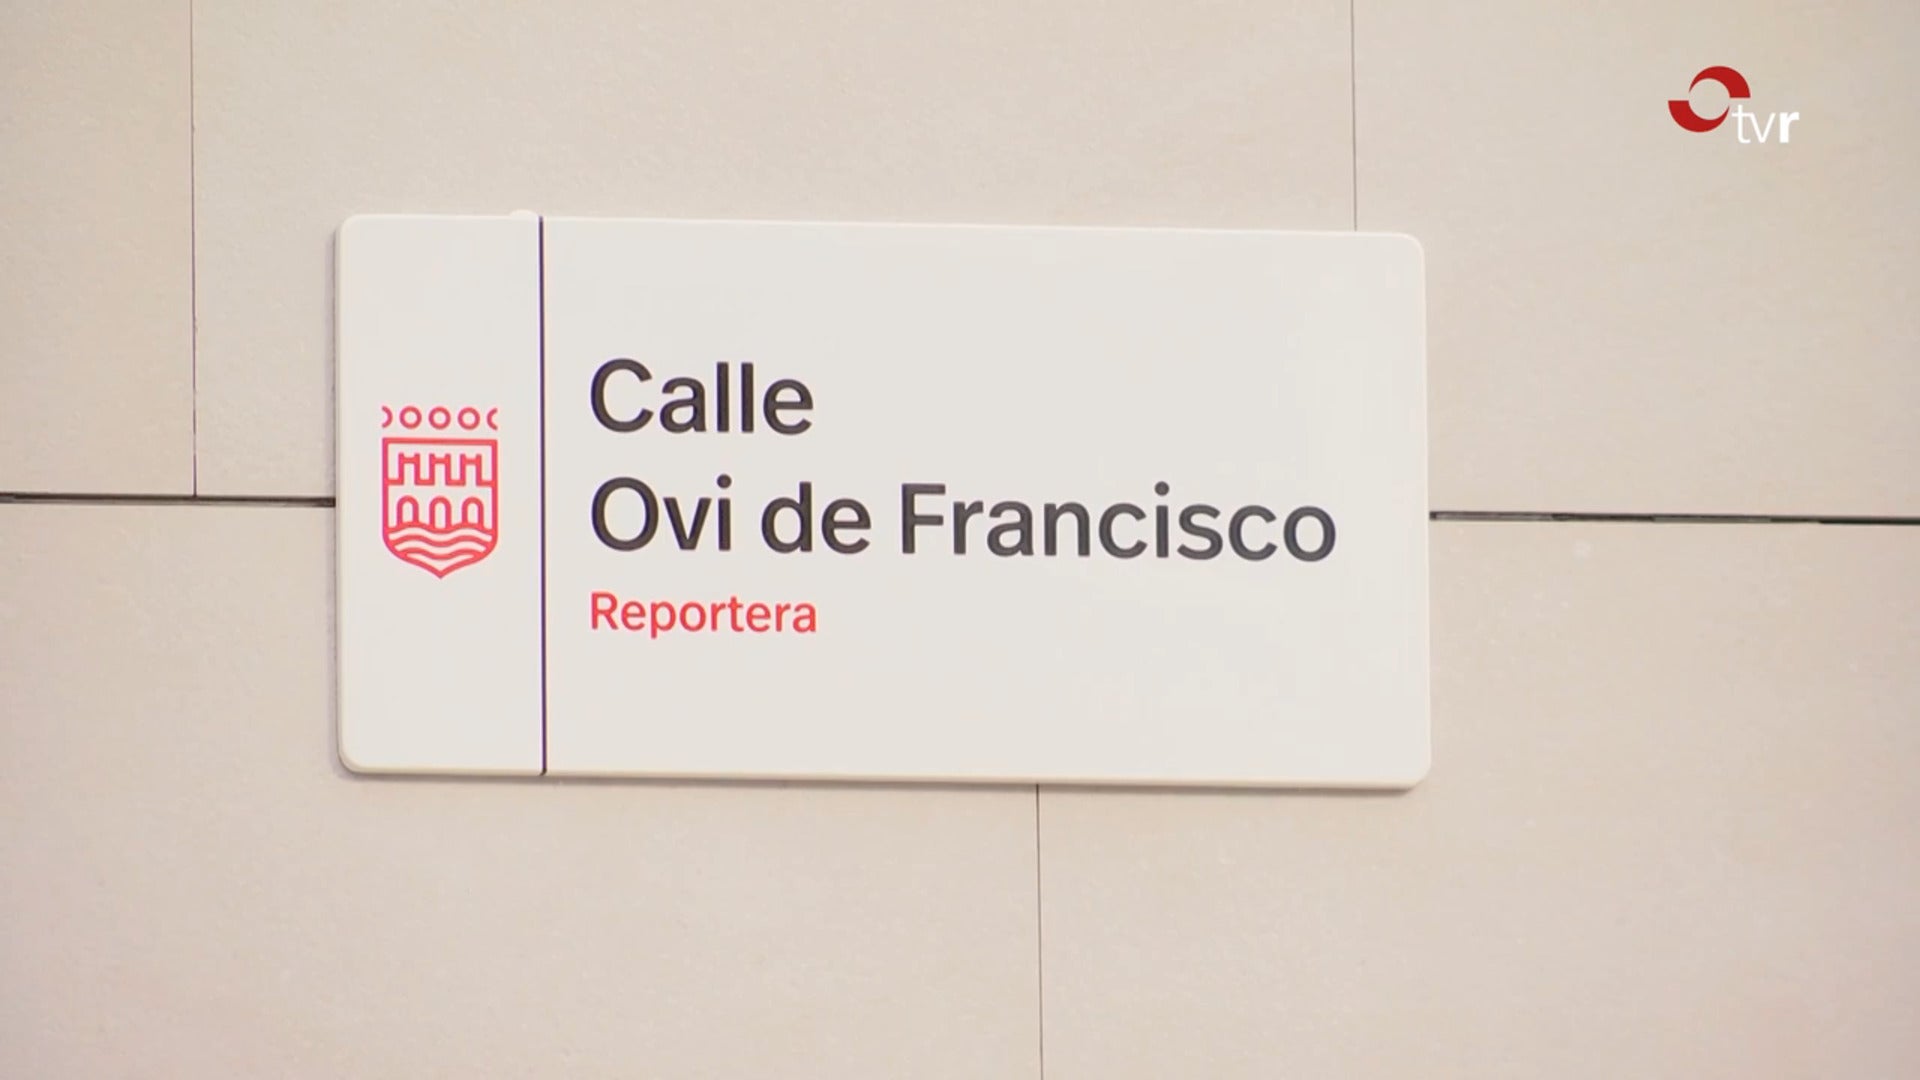 tvr
Calle
Ovi de Francisco
Reportera